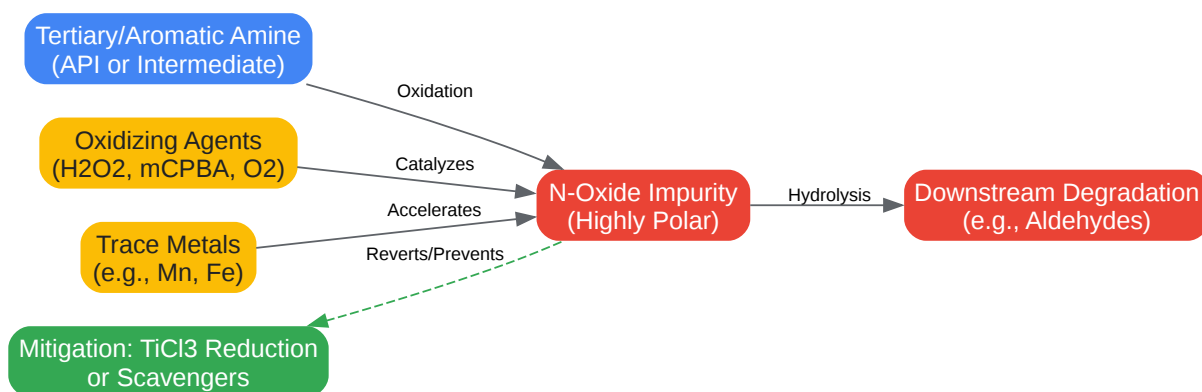 Tertiary/Aromatic Amine
(API or Intermediate)
Oxidation
Oxidizing Agents
(H2O2, mCPBA, O2)
Catalyzes
N-Oxide Impurity
(Highly Polar)
Hydrolysis
Downstream Degradation
(e.g., Aldehydes)
Accelerates
Trace Metals
(e.g., Mn, Fe)
Reverts/Prevents
Mitigation: TiCl3 Reduction
or Scavengers